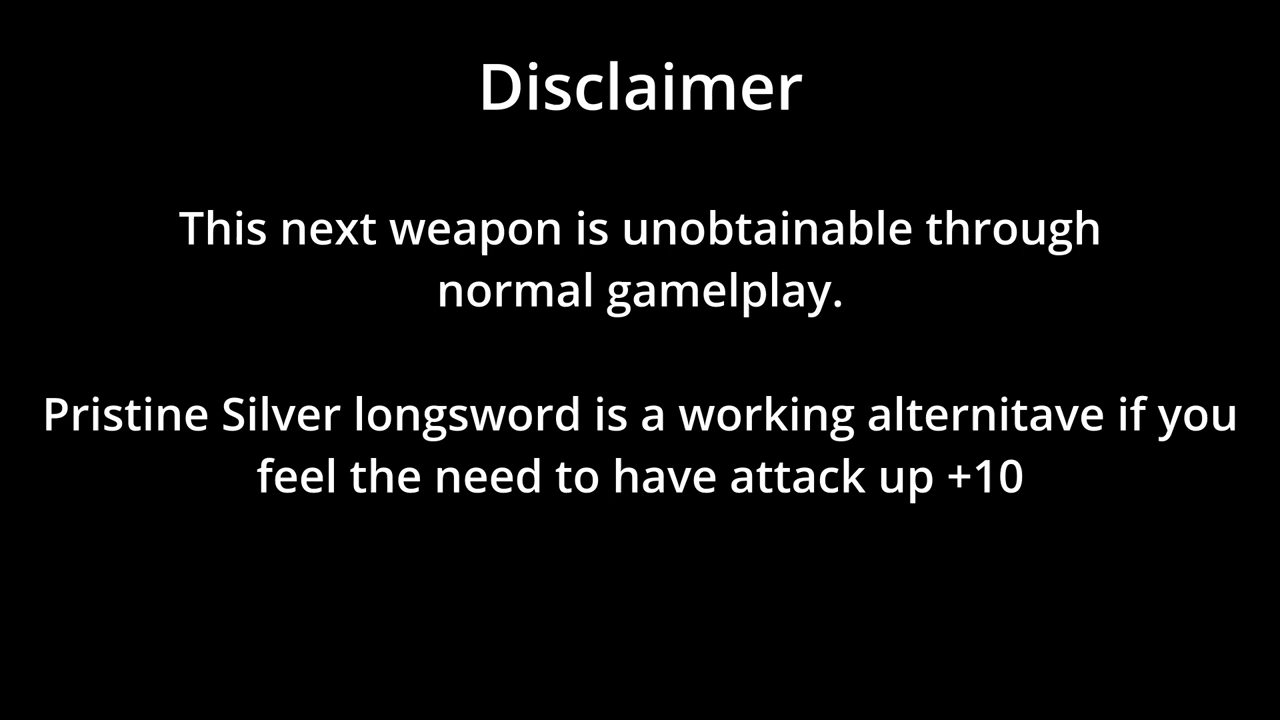 Disclaimer
This next weapon is unobtainable through
normal gamelplay.
Pristine Silver longsword is a working alternitave if you
feel the need to have attack up +10